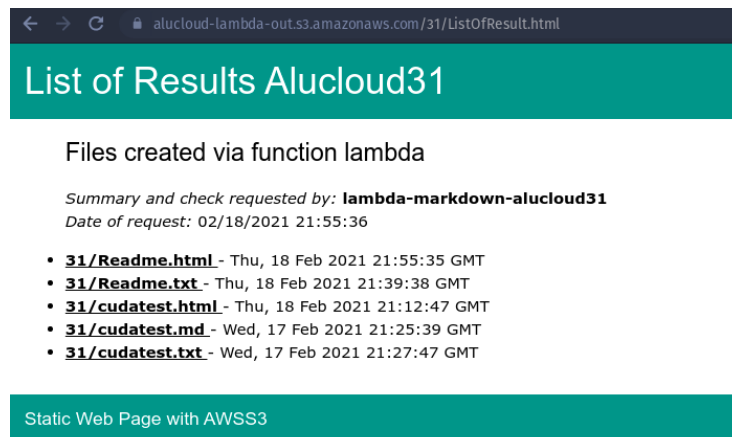 alucloud-lambda-out.s3.amazonaws.com/31/ListOfResult.html
List of Results Alucloud31
Files created via function lambda
Summary and check requested by: lambda-markdown-alucloud31
Date of request: 02/18/2021 21:55:36
• 31/Readme.html - Thu, 18 Feb 2021 21:55:35 GMT
• 31/Readme.txt - Thu, 18 Feb 2021 21:39:38 GMT
• 31/cudatest.html - Thu, 18 Feb 2021 21:12:47 GMT
• 31/cudatest.md - Wed, 17 Feb 2021 21:25:39 GMT
• 31/cudatest.txt - Wed, 17 Feb 2021 21:27:47 GMT
Static Web Page with AWSS3